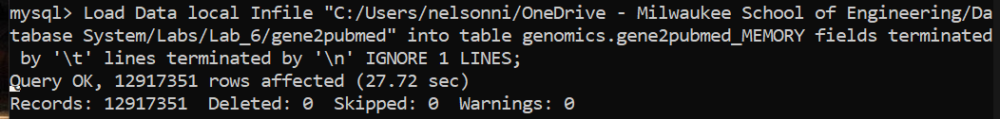 mysql> Load Data local Infile "C:/Users/nelsonni/OneDrive - Milwaukee School of Engineering/Da
tabase System/Labs/Lab_6/gene2pubmed" into table genomics.gene2pubmed_MEMORY fields terminated
 by '\t' lines terminated by '\n' IGNORE 1 LINES;
Query OK, 12917351 rows affected (27.72 sec)
Records: 12917351  Deleted: 0  Skipped: 0  Warnings: 0